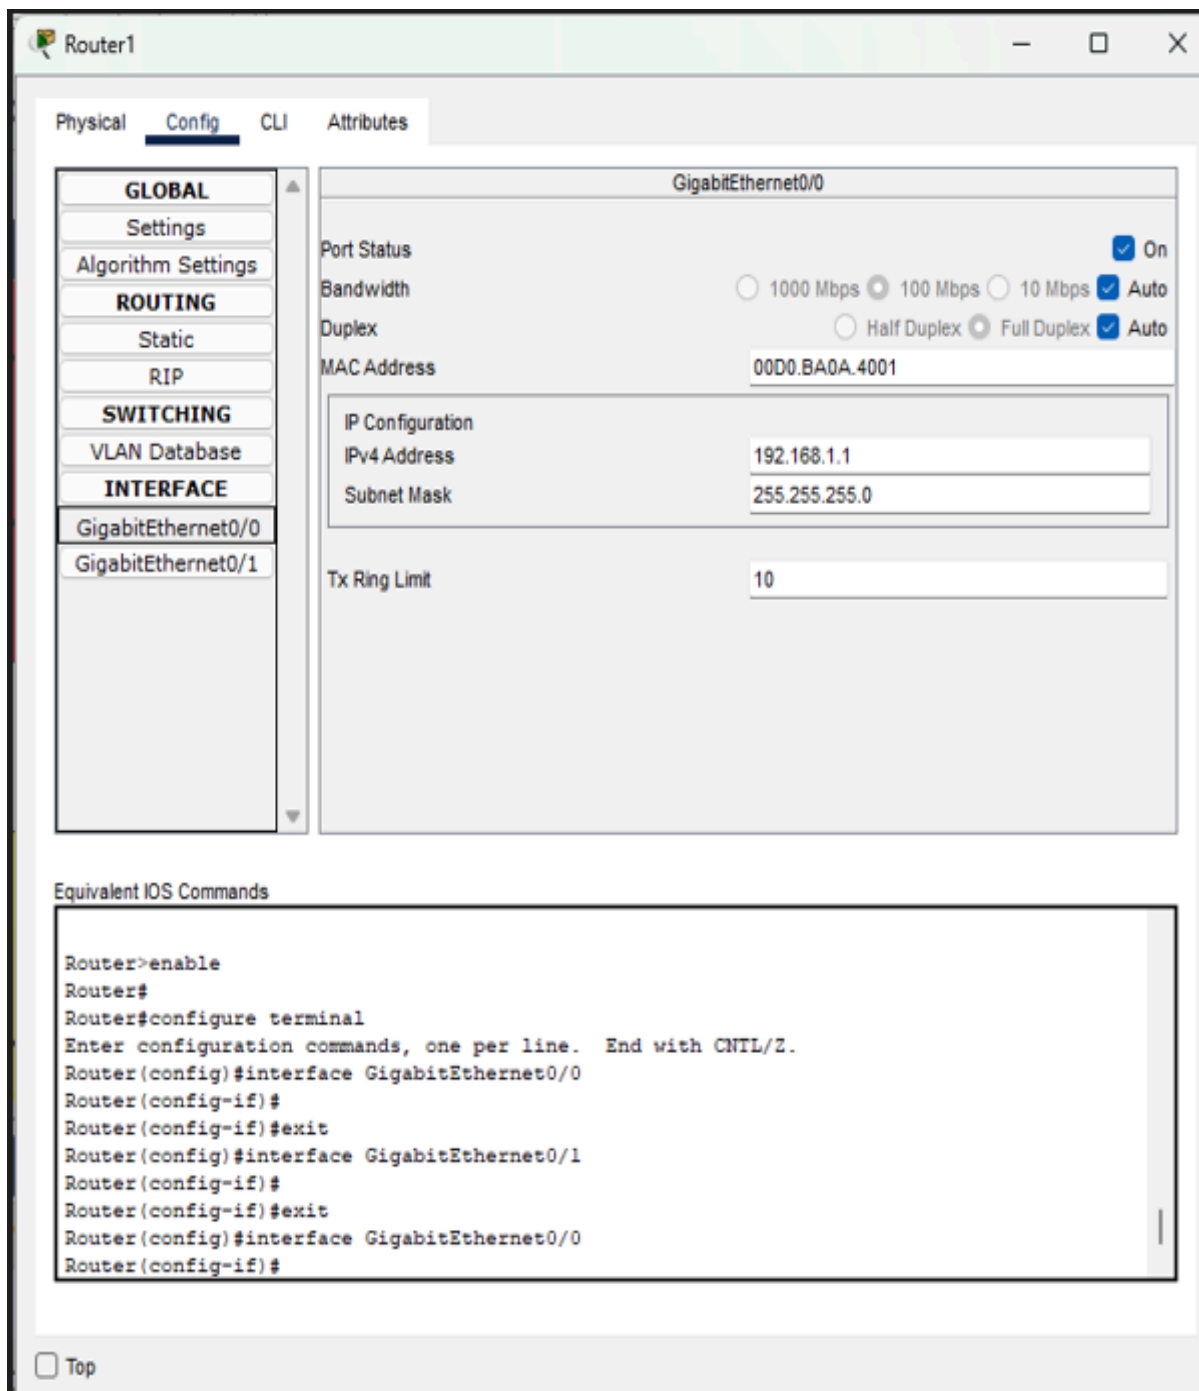 Router1
Physical Config CLI Attributes
GLOBAL
Settings
Algorithm Settings
ROUTING
Static
RIP
SWITCHING
VLAN Database
INTERFACE
GigabitEthernet0/0
GigabitEthernet0/1
GigabitEthernet0/0
Port Status On
Bandwidth 1000 Mbps 100 Mbps 10 Mbps Auto
Duplex Half Duplex Full Duplex Auto
MAC Address 00D0.BA0A.4001
IP Configuration
IPv4 Address 192.168.1.1
Subnet Mask 255.255.255.0
Tx Ring Limit 10
Equivalent IOS Commands
Router>enable
Router#
Router#configure terminal
Enter configuration commands, one per line. End with CNTL/Z.
Router(config)#interface GigabitEthernet0/0
Router(config-if)#
Router(config-if)#exit
Router(config)#interface GigabitEthernet0/1
Router(config-if)#
Router(config-if)#exit
Router(config)#interface GigabitEthernet0/0
Router(config-if)#
Top